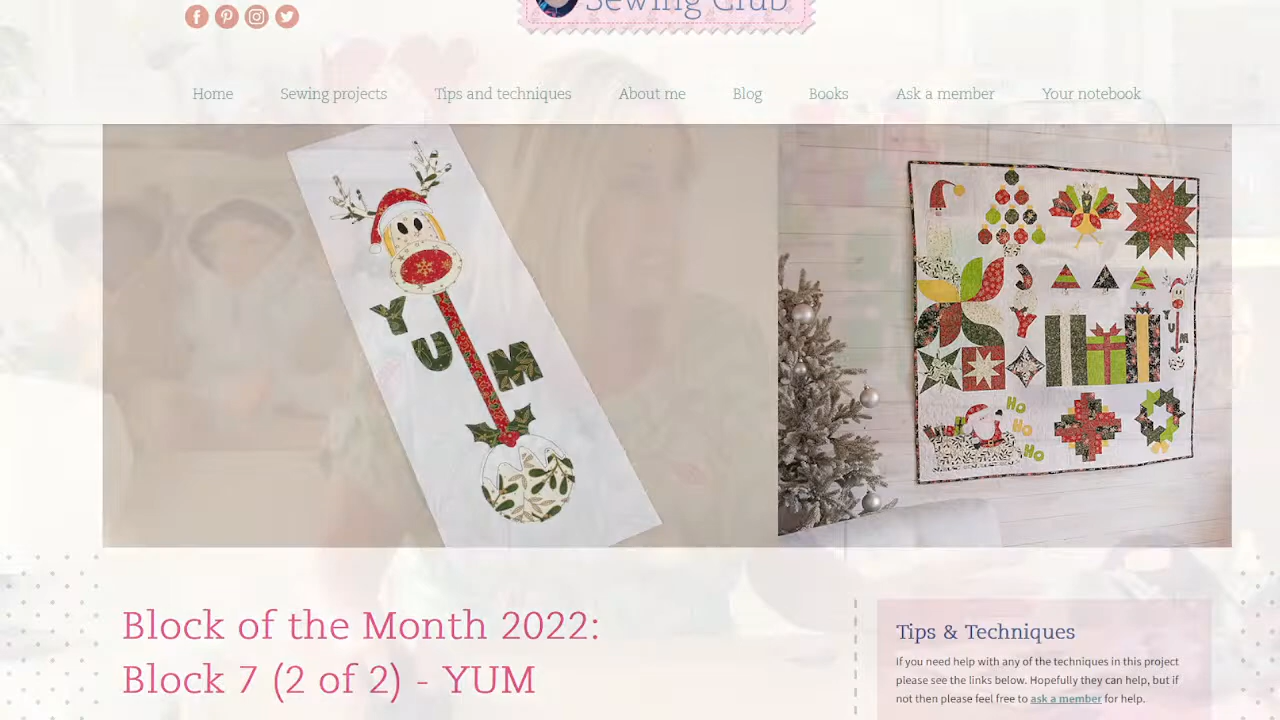 Sewing Club
Home Sewing projects Tips and techniques About me Blog Books Ask a member Your notebook
Y
U
M
Y
U
M
HO
HO
HO
Block of the Month 2022:
Block 7 (2 of 2) - YUM
Tips & Techniques
If you need help with any of the techniques in this project
please see the links below. Hopefully they can help, but if
not then please feel free to ask a member for help.